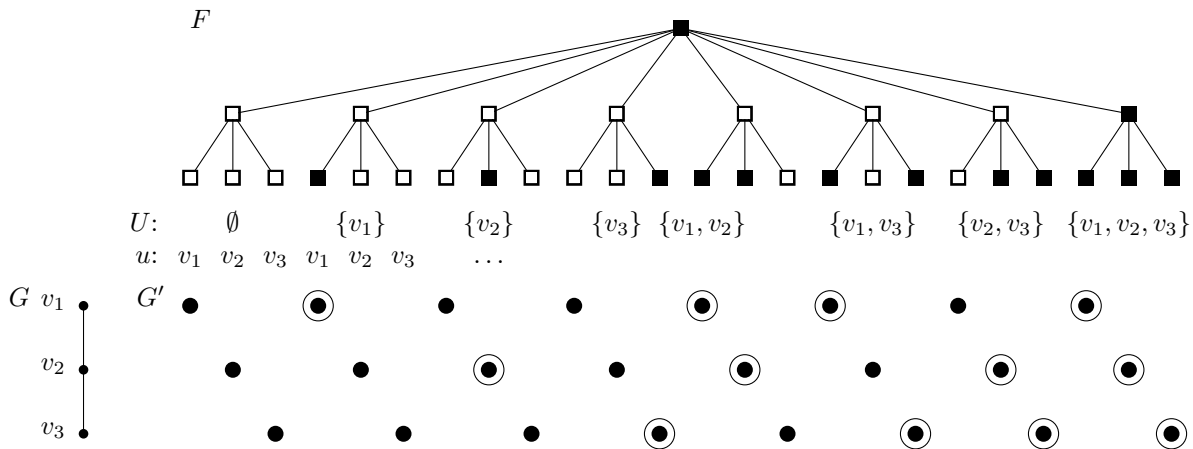 F
U: ∅ {v₁} {v₂} {v₃} {v₁, v₂} {v₁, v₃} {v₂, v₃} {v₁, v₂, v₃}
u: v₁ v₂ v₃ v₁ v₂ v₃ …
G v₁ G′
v₂
v₃